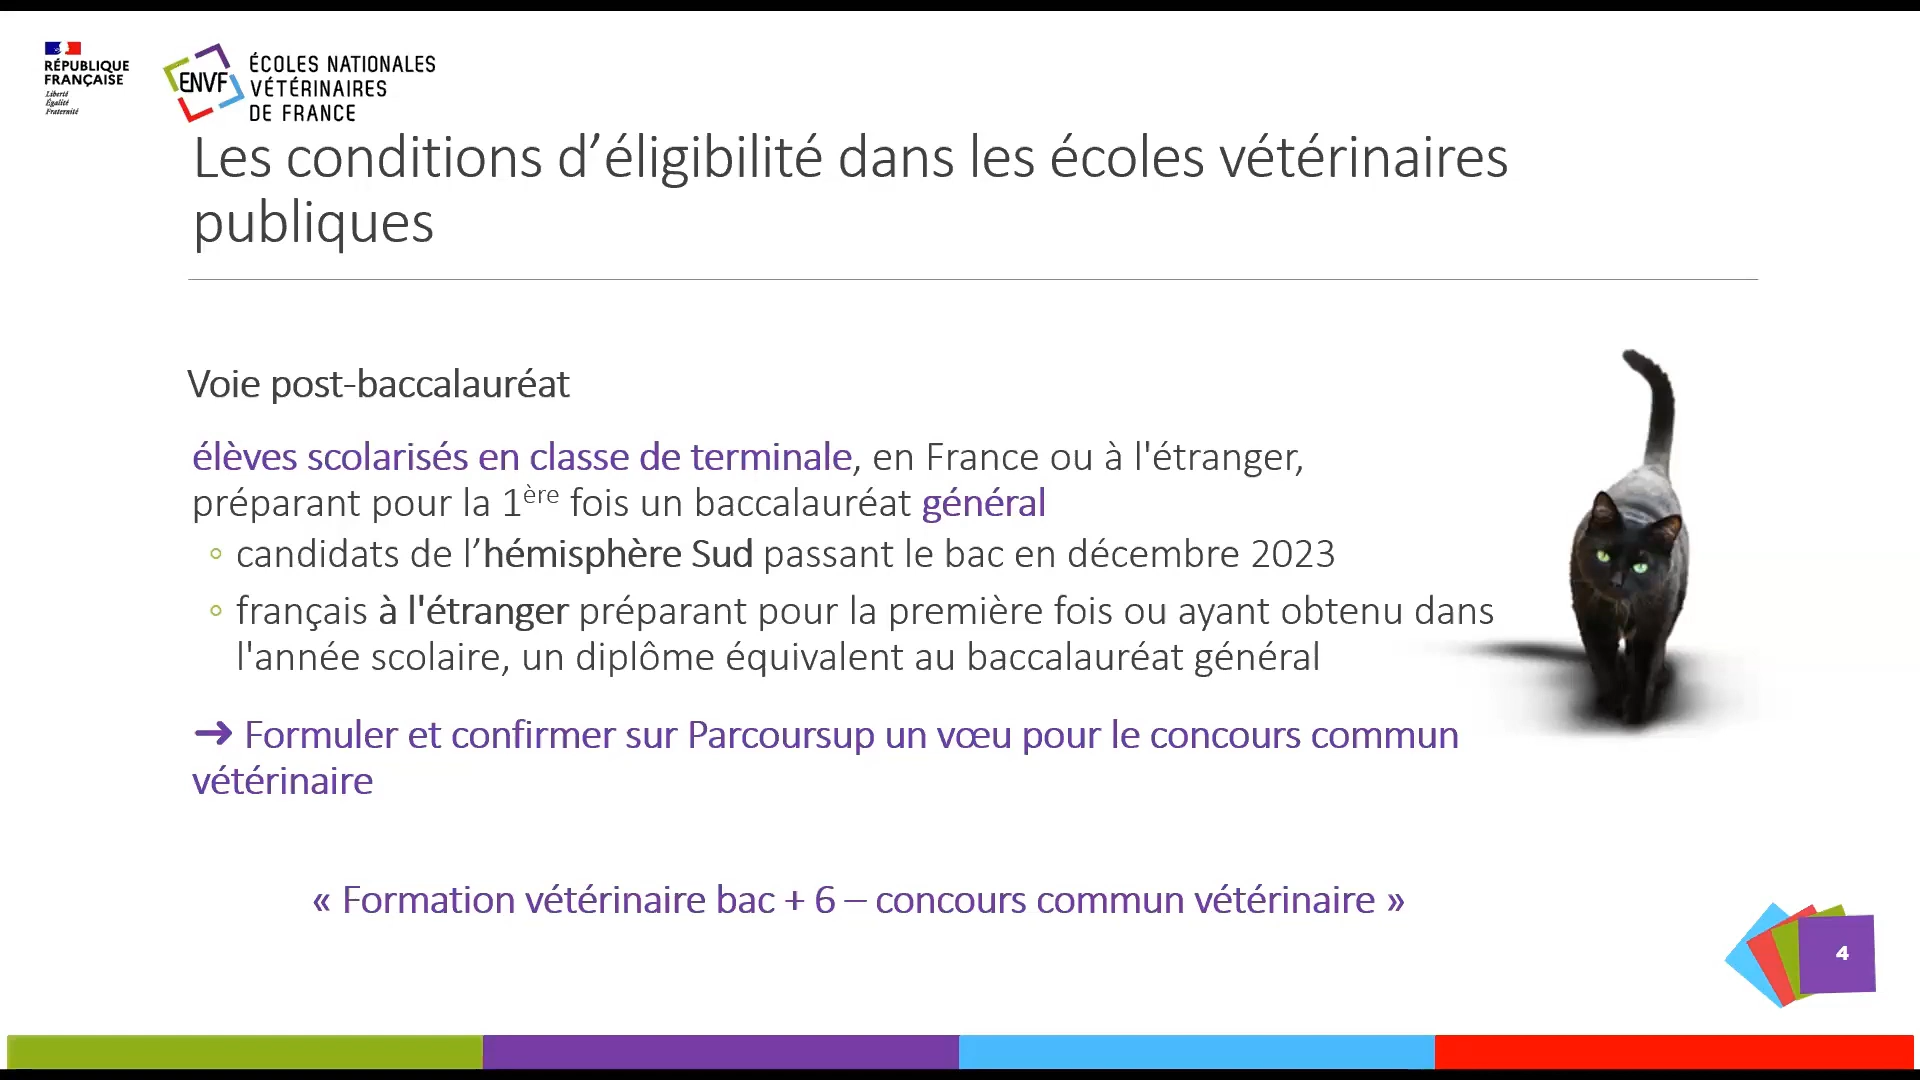 RÉPUBLIQUE
FRANÇAISE
Liberté
Égalité
Fraternité
ENVF
ÉCOLES NATIONALES
VÉTÉRINAIRES
DE FRANCE
Les conditions d’éligibilité dans les écoles vétérinaires
publiques
Voie post-baccalauréat
élèves scolarisés en classe de terminale, en France ou à l'étranger,
préparant pour la 1ère fois un baccalauréat général
◦ candidats de l’hémisphère Sud passant le bac en décembre 2023
◦ français à l'étranger préparant pour la première fois ou ayant obtenu dans
l'année scolaire, un diplôme équivalent au baccalauréat général
➔ Formuler et confirmer sur Parcoursup un vœu pour le concours commun
vétérinaire
« Formation vétérinaire bac + 6 – concours commun vétérinaire »
4